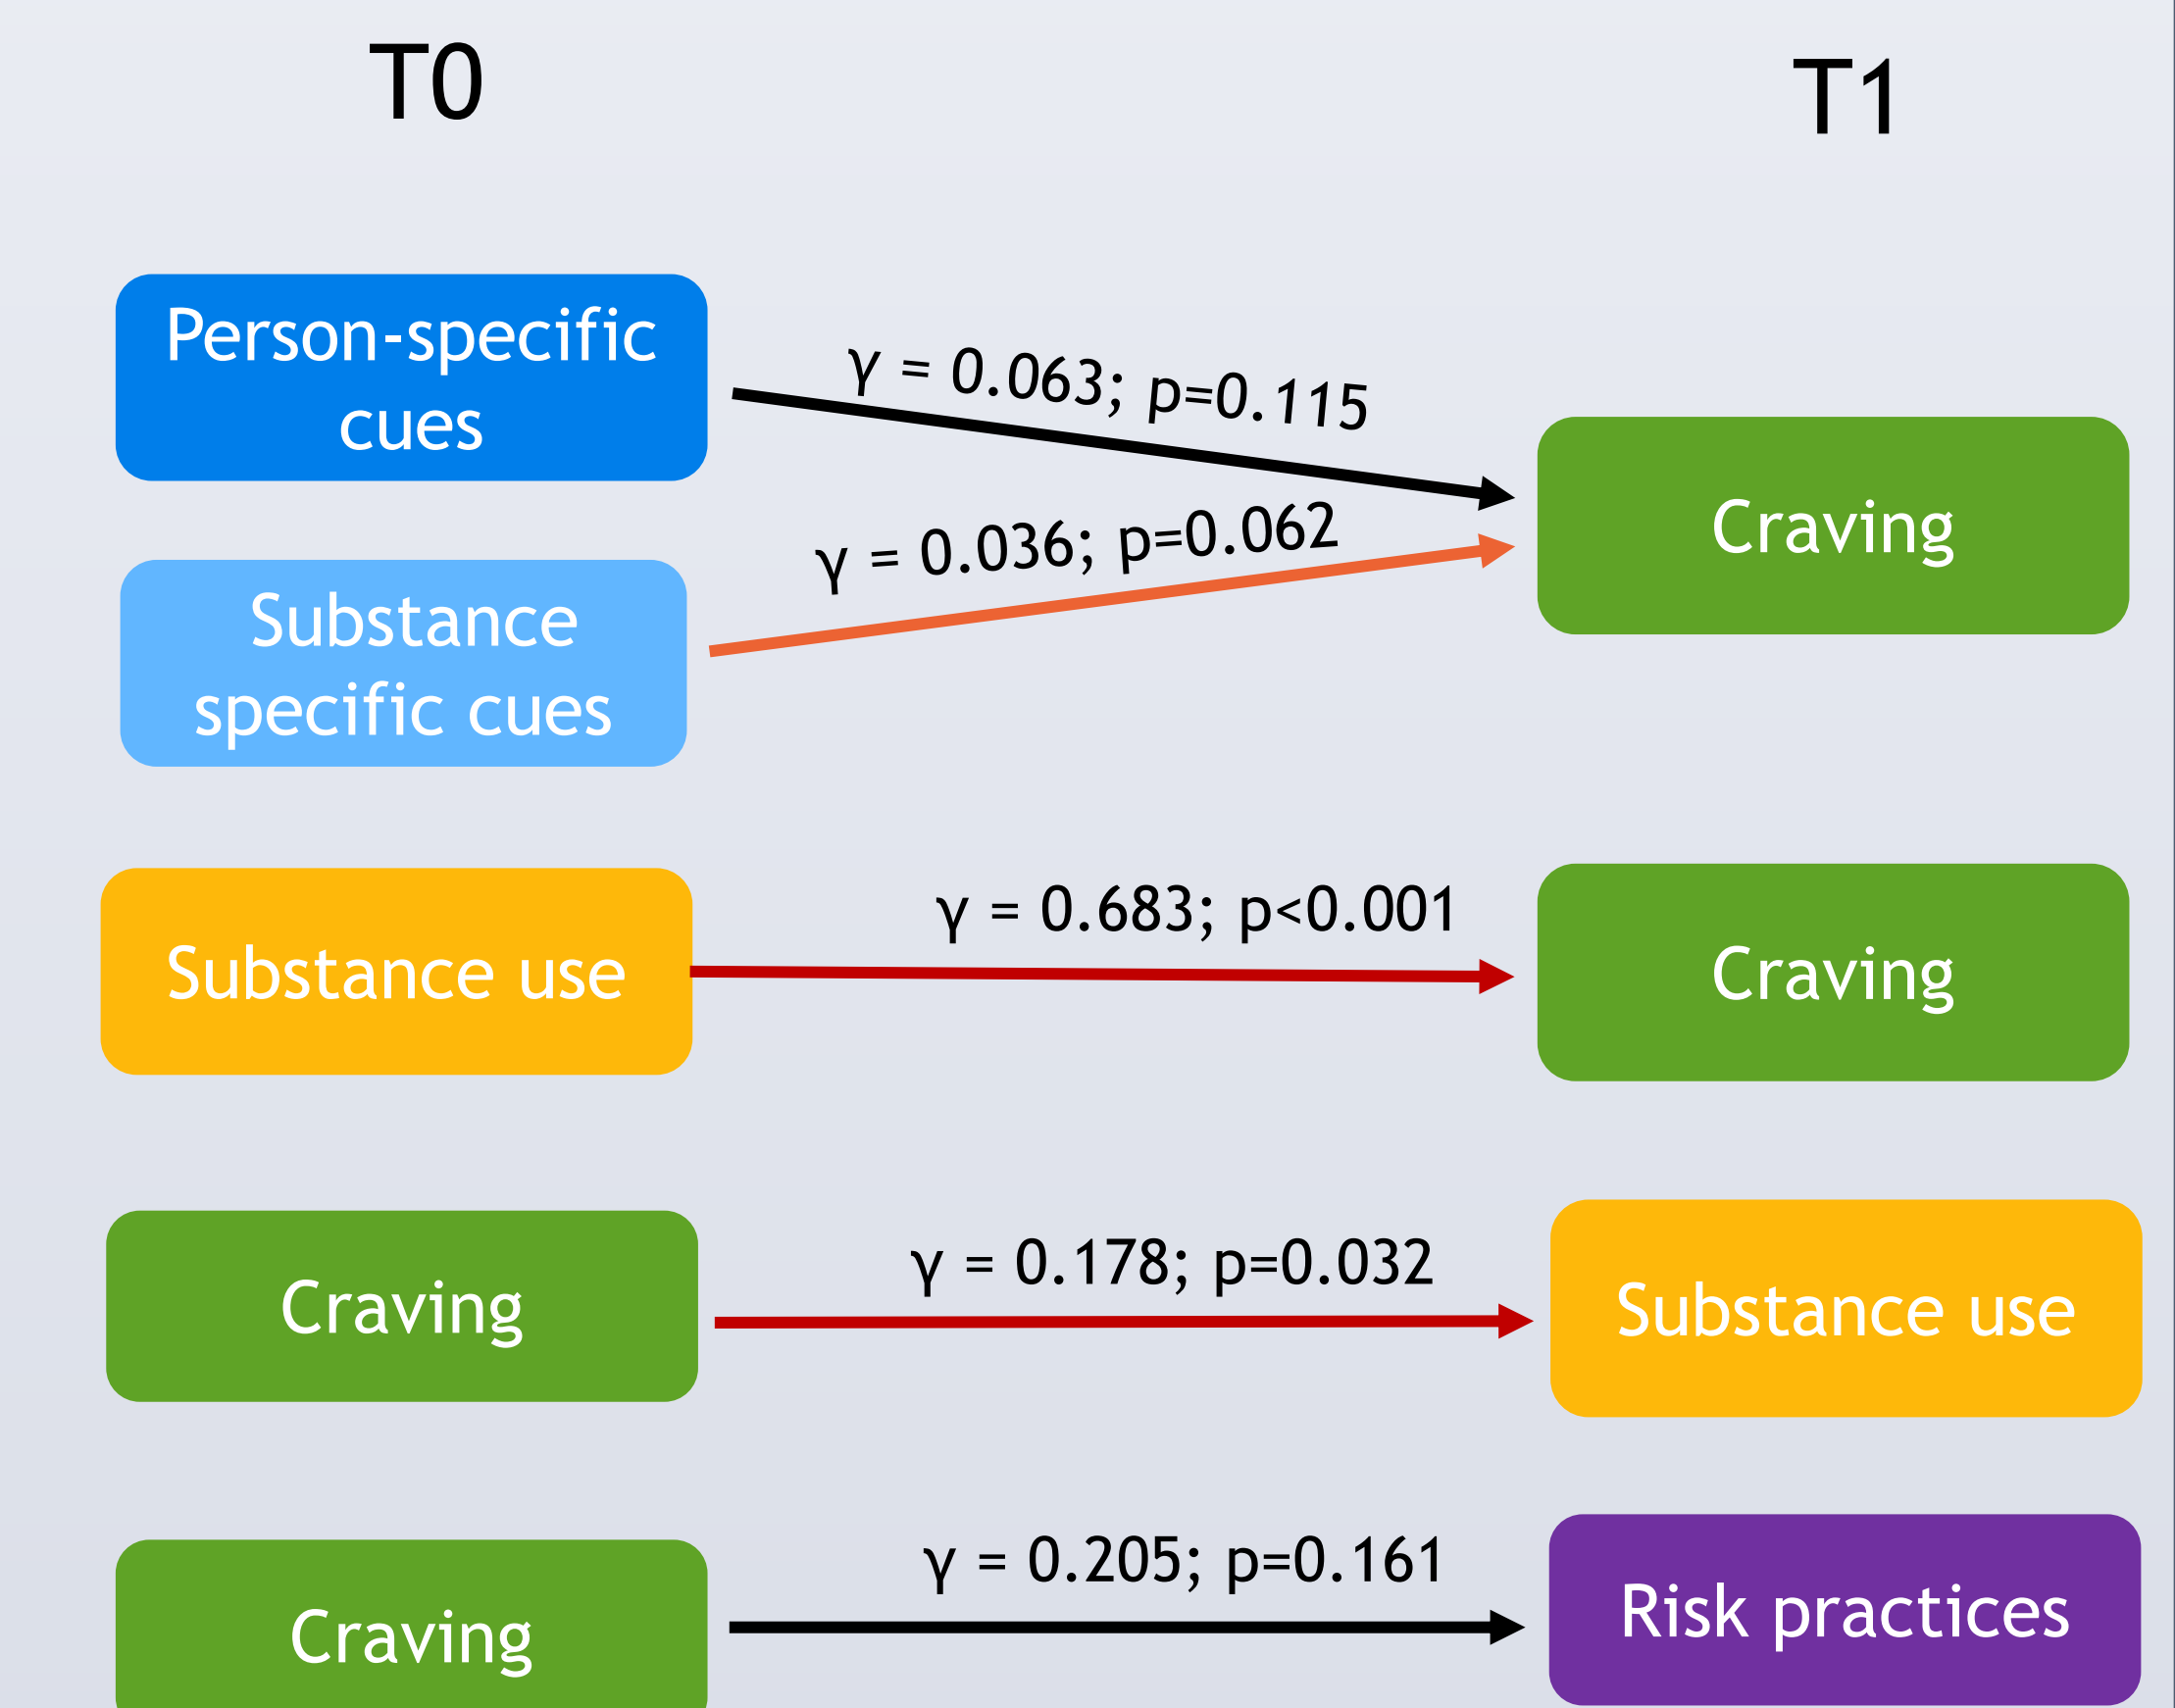 T0
T1
Person-specific
cues
γ = 0.063; p=0.115
Craving
γ = 0.036; p=0.062
Substance
specific cues
γ = 0.683; p<0.001
Substance use
Craving
γ = 0.178; p=0.032
Craving
Substance use
γ = 0.205; p=0.161
Craving
Risk practices